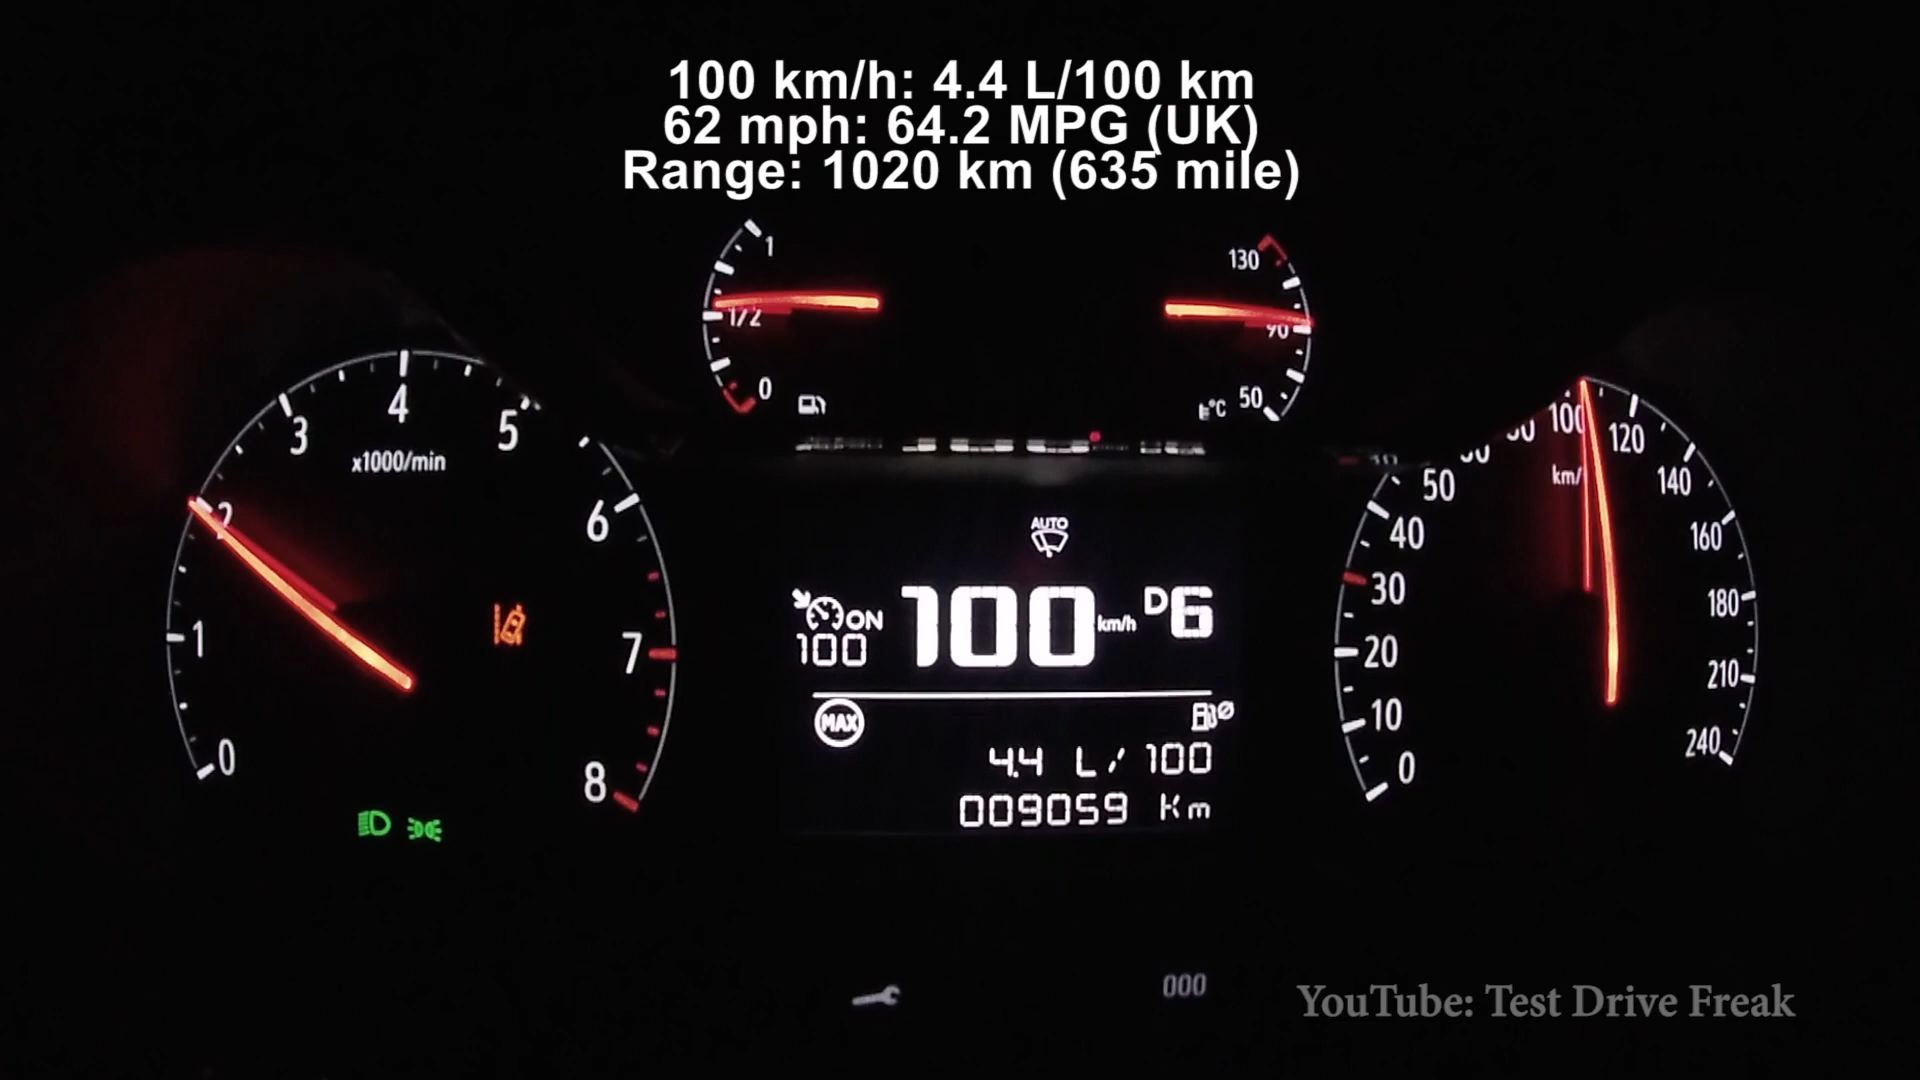 100 km/h: 4.4 L/100 km
62 mph: 64.2 MPG (UK)
Range: 1020 km (635 mile)
1
1/2
0
130
90
50
°C
0
1
2
3
4
5
6
7
8
x1000/min
AUTO
ON
100
100 km/h
D6
MAX
4.4 L/100
009059 Km
0
10
20
30
40
50
100
120
140
160
180
210
240
km/
000
YouTube: Test Drive Freak